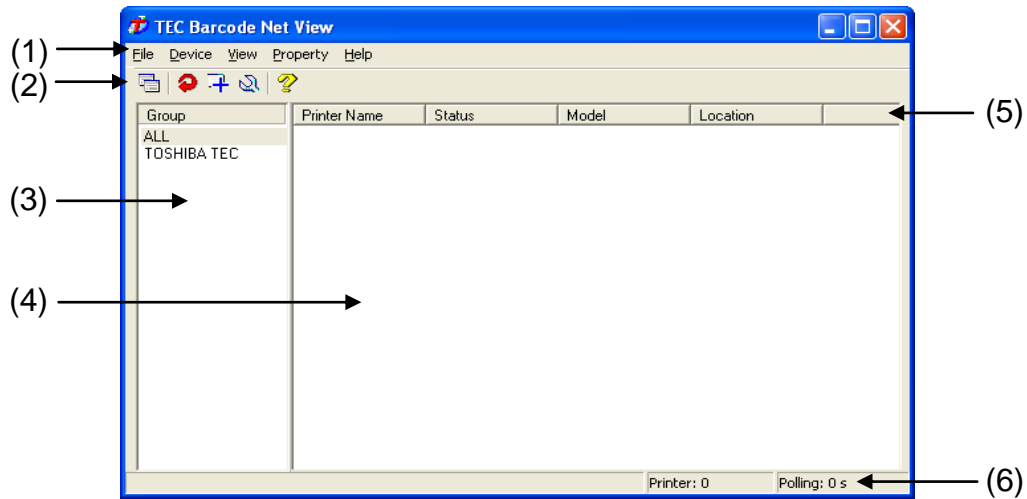 TEC Barcode Net View
(1)
File Device View Property Help
(2)
Group Printer Name Status Model Location
(5)
ALL
TOSHIBA TEC
(3)
(4)
Printer: 0 Polling: 0 s
(6)